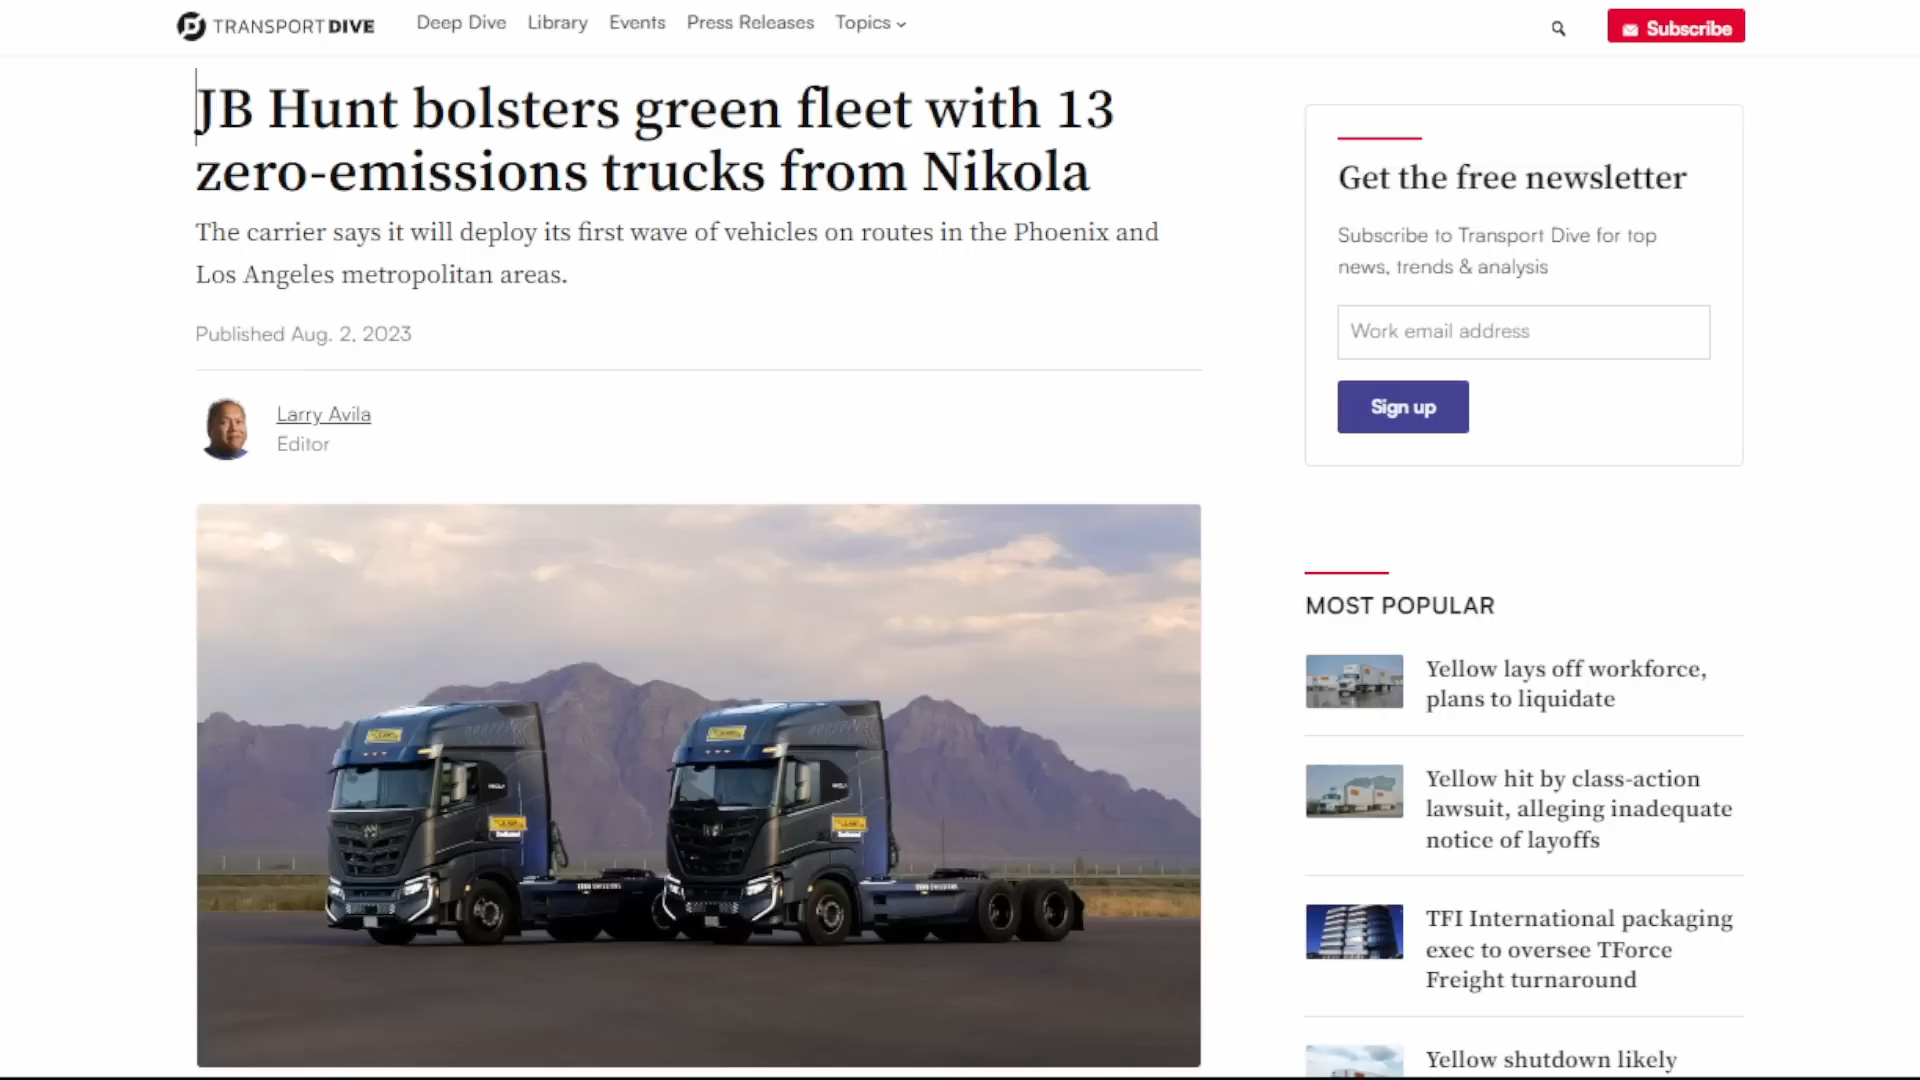 TRANSPORT DIVE
Deep Dive Library Events Press Releases Topics
Subscribe
JB Hunt bolsters green fleet with 13
zero-emissions trucks from Nikola
The carrier says it will deploy its first wave of vehicles on routes in the Phoenix and
Los Angeles metropolitan areas.
Published Aug. 2, 2023
Larry Avila
Editor
Get the free newsletter
Subscribe to Transport Dive for top
news, trends & analysis
Work email address
Sign up
MOST POPULAR
Yellow lays off workforce,
plans to liquidate
Yellow hit by class-action
lawsuit, alleging inadequate
notice of layoffs
TFI International packaging
exec to oversee TForce
Freight turnaround
Yellow shutdown likely